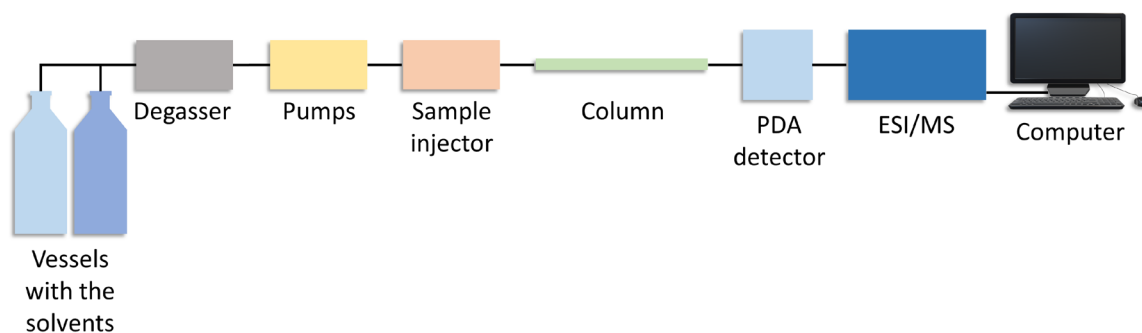 Degasser
Pumps
Sample
injector
Column
PDA
detector
ESI/MS
Computer
Vessels
with the
solvents